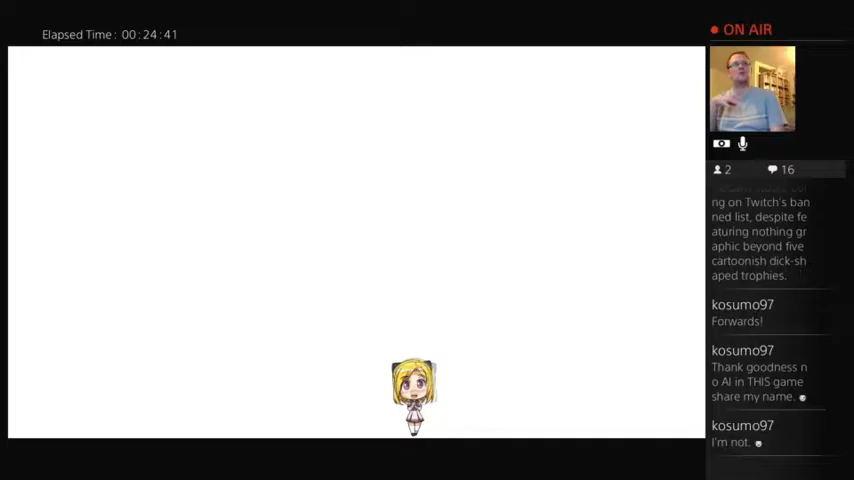 Elapsed Time: 00:24:41
ON AIR
2
16
ng on Twitch's ban
ned list, despite fe
aturing nothing gr
aphic beyond five
cartoonish dick-sh
aped trophies.
kosumo97
Forwards!
kosumo97
Thank goodness n
o AI in THIS game
share my name.
kosumo97
I'm not.